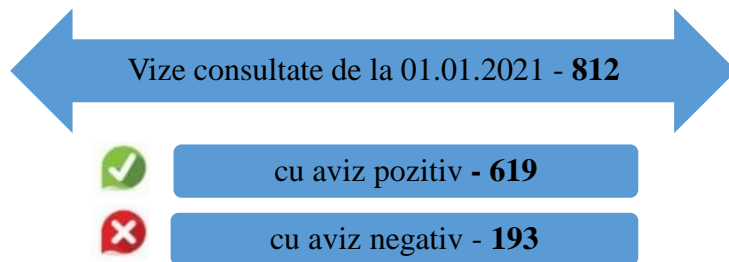 Vize consultate de la 01.01.2021 - 812
cu aviz pozitiv - 619
cu aviz negativ - 193